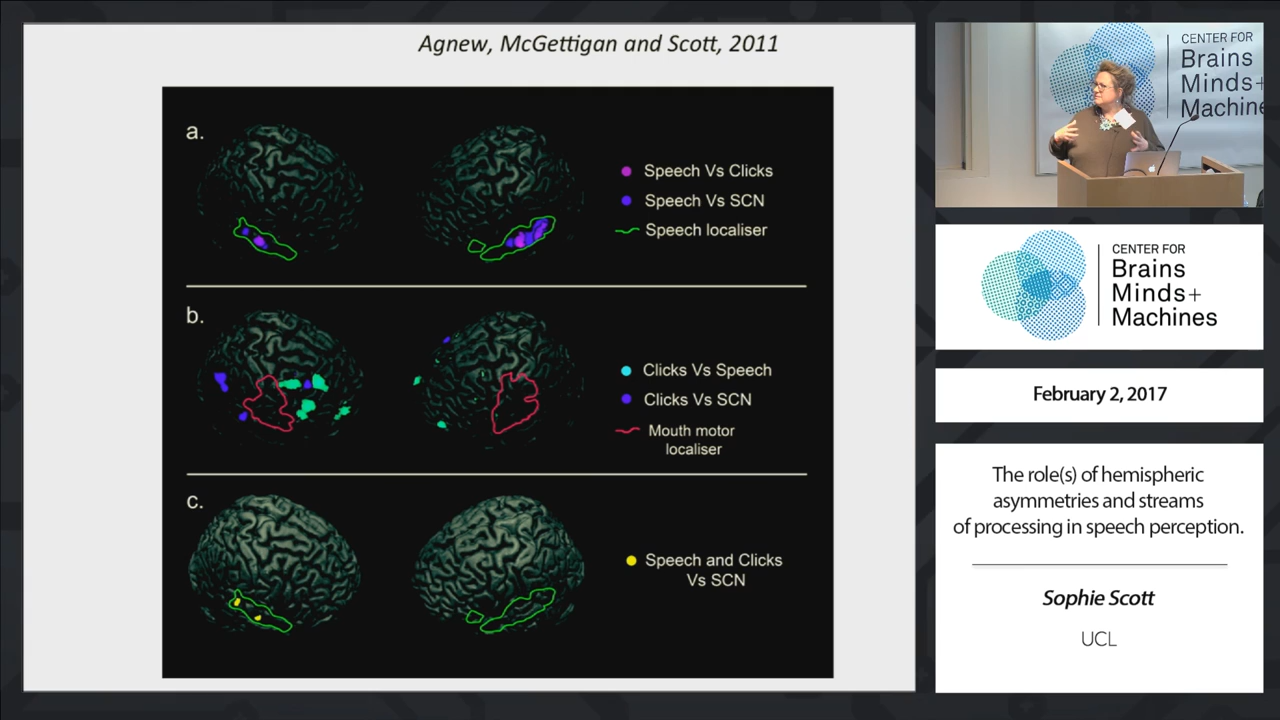 Agnew, McGettigan and Scott, 2011
a.
Speech Vs Clicks
Speech Vs SCN
Speech localiser
b.
Clicks Vs Speech
Clicks Vs SCN
Mouth motor
localiser
c.
Speech and Clicks
Vs SCN
CENTER FOR
Brains
Minds+
Machine
CENTER FOR
Brains
Minds+
Machines
February 2, 2017
The role(s) of hemispheric
asymmetries and streams
of processing in speech perception.
Sophie Scott
UCL